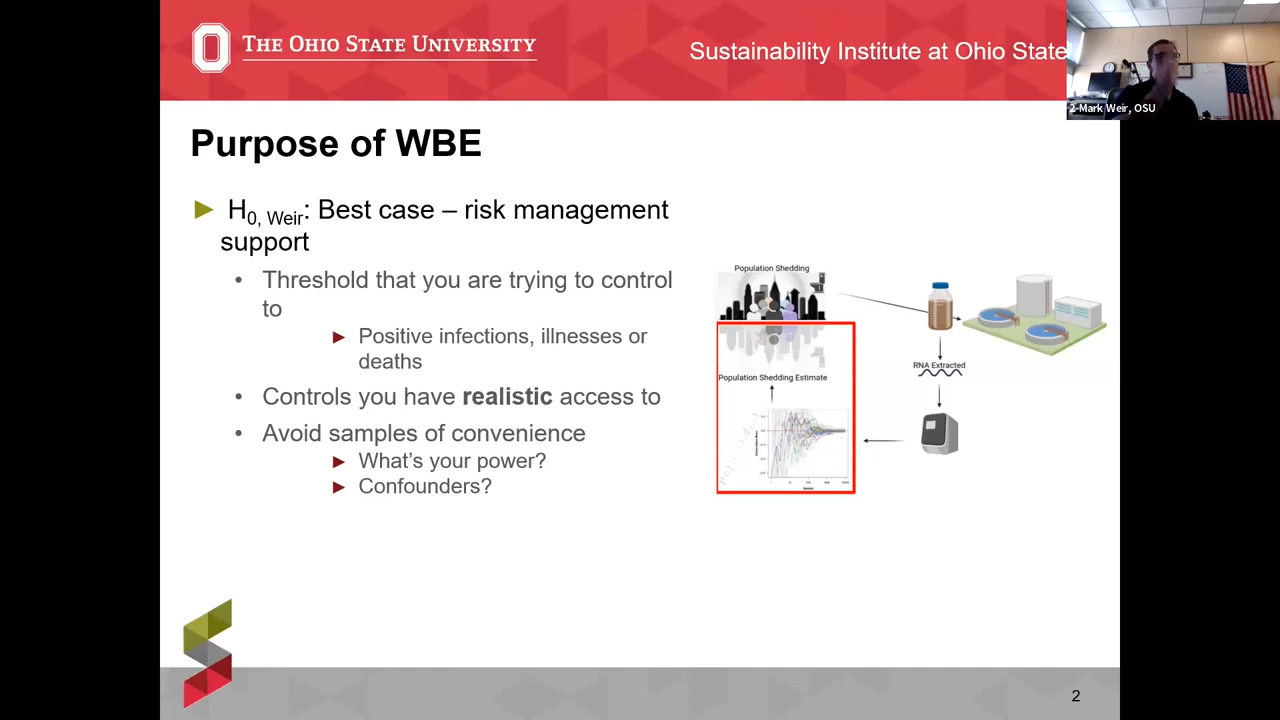 THE OHIO STATE UNIVERSITY
Sustainability Institute at Ohio State
2-Mark Weir, OSU
Purpose of WBE
► H0, Weir: Best case – risk management
support
• Threshold that you are trying to control
to
► Positive infections, illnesses or
deaths
• Controls you have realistic access to
• Avoid samples of convenience
► What's your power?
► Confounders?
Population Shedding
RNA Extracted
Population Shedding Estimate
2